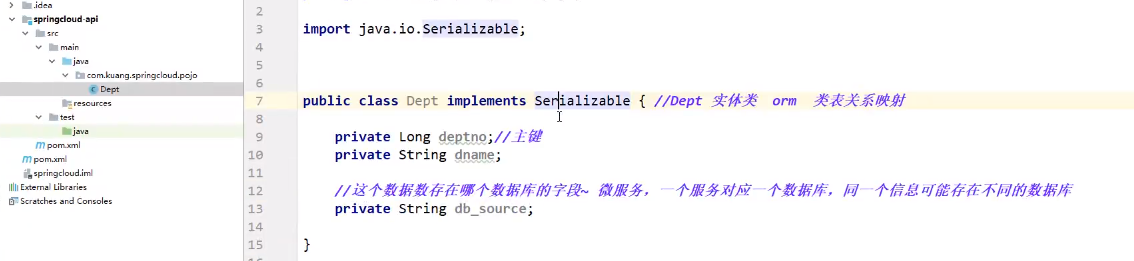 .idea
springcloud-api
src
main
java
com.kuang.springcloud.pojo
Dept
resources
test
java
pom.xml
pom.xml
springcloud.iml
External Libraries
Scratches and Consoles
2
3 import java.io.Serializable;
4
5
6
7 public class Dept implements Serializable { //Dept 实体类 orm 类表关系映射
8
9 private Long deptno;//主键
10 private String dname;
11
12 //这个数据数存在哪个数据库的字段~ 微服务，一个服务对应一个数据库，同一个信息可能存在不同的数据库
13 private String db_source;
14
15 }